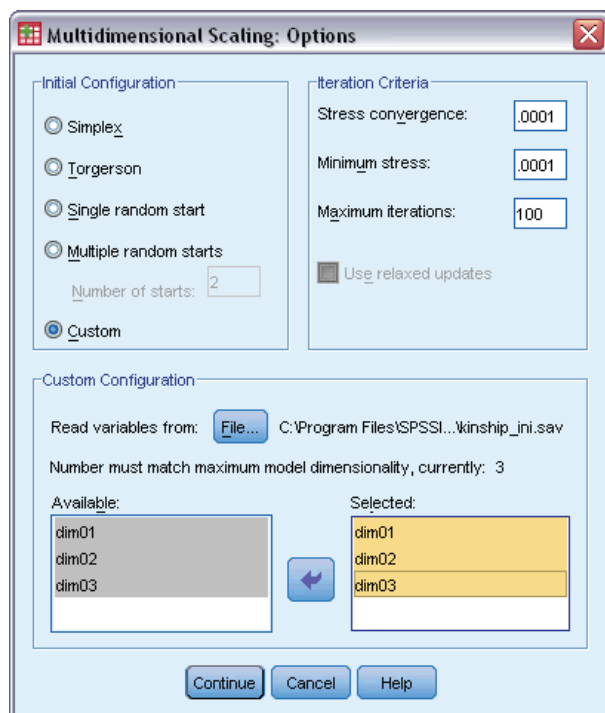 Multidimensional Scaling: Options
Initial Configuration
Simplex
Torgerson
Single random start
Multiple random starts
Number of starts: 2
Custom
Iteration Criteria
Stress convergence: .0001
Minimum stress: .0001
Maximum iterations: 100
Use relaxed updates
Custom Configuration
Read variables from: File... C:\Program Files\SPSSI...\kinship_ini.sav
Number must match maximum model dimensionality, currently: 3
Available:
dim01
dim02
dim03
Selected:
dim01
dim02
dim03
Continue Cancel Help